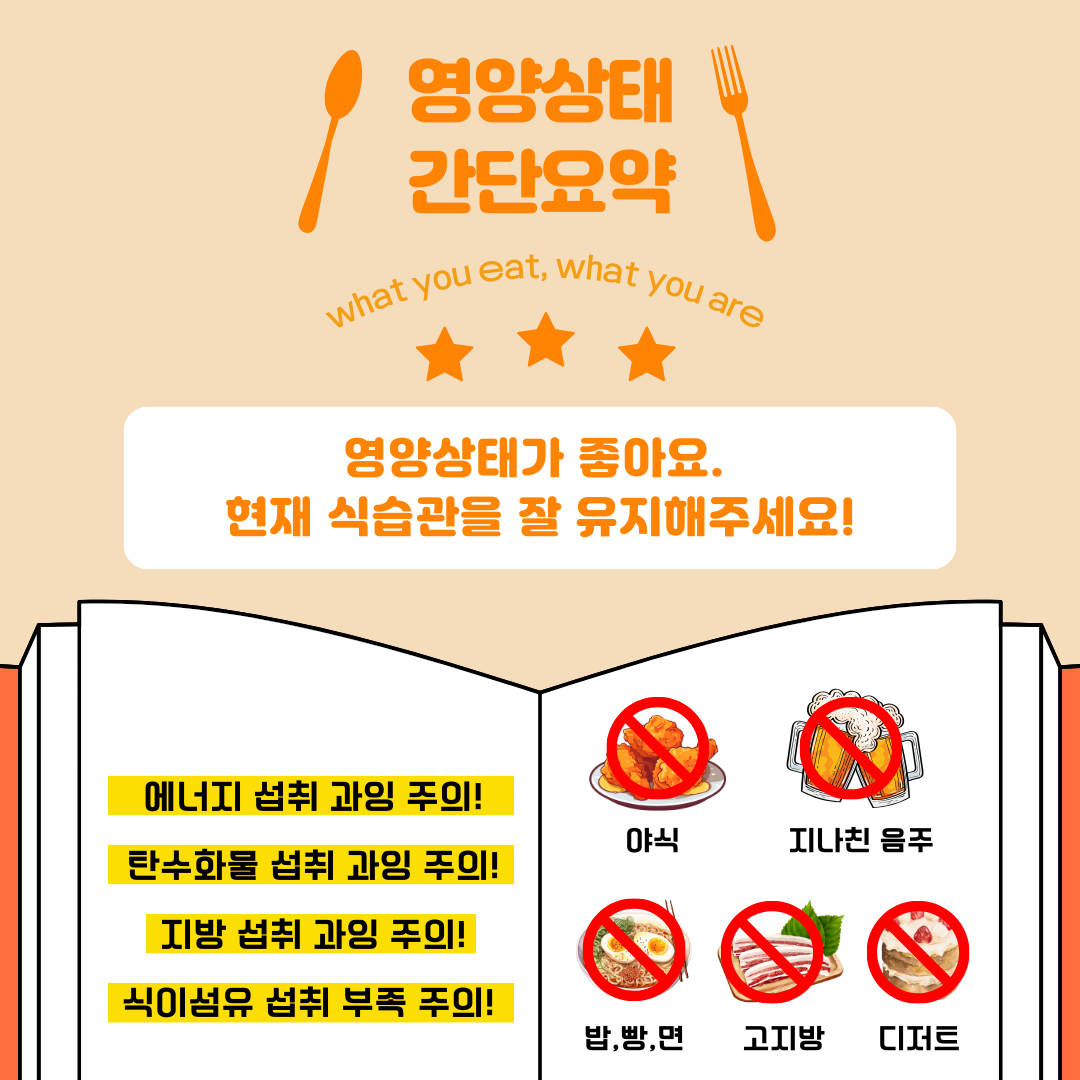 영양상태
간단요약
what you eat, what you are
영양상태가 좋아요.
현재 식습관을 잘 유지해주세요!
에너지 섭취 과잉 주의!
탄수화물 섭취 과잉 주의!
지방 섭취 과잉 주의!
식이섬유 섭취 부족 주의!
야식
지나친 음주
밥,빵,면
고지방
디저트